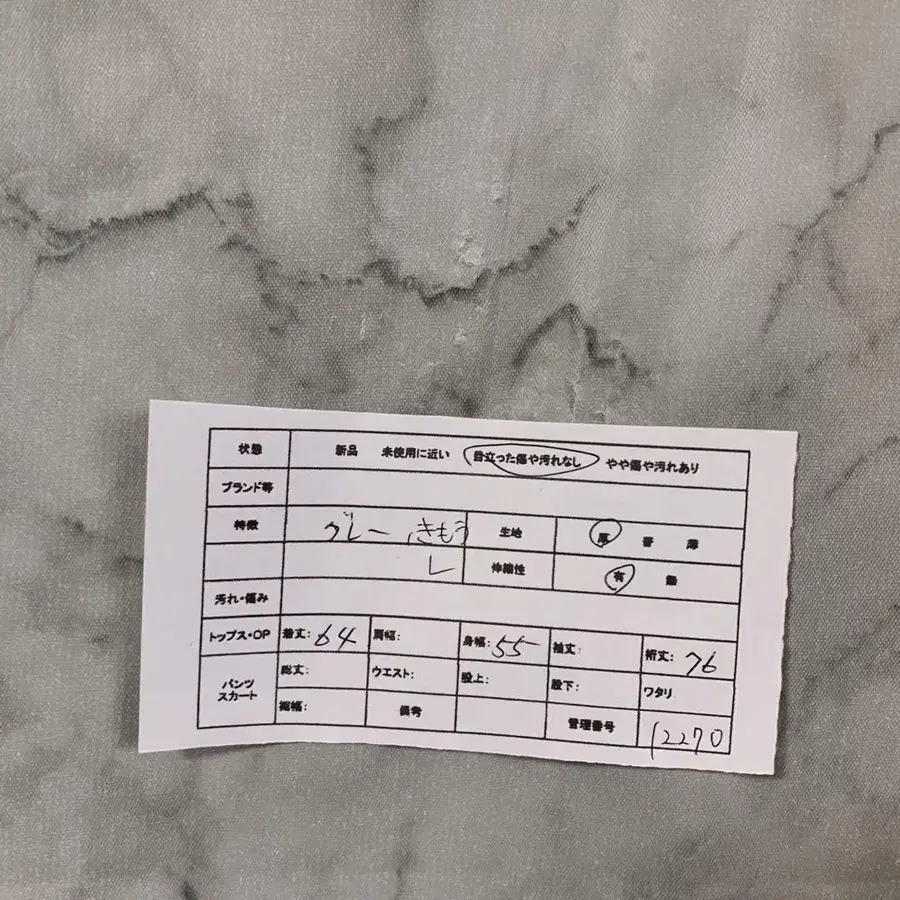 状態 新品 未使用に近い 目立った傷や汚れなし やや傷や汚れあり
ブランド等
特徴 グレー きもう 生地 厚 普 薄
レ 伸縮性 有 無
汚れ・傷み
トップス・OP 着丈: 64 肩幅: 身幅: 55 袖丈: 裄丈: 76
パンツ スカート 総丈: ウエスト: 股上: 股下: ワタリ
裾幅: 備考 管理番号 12270